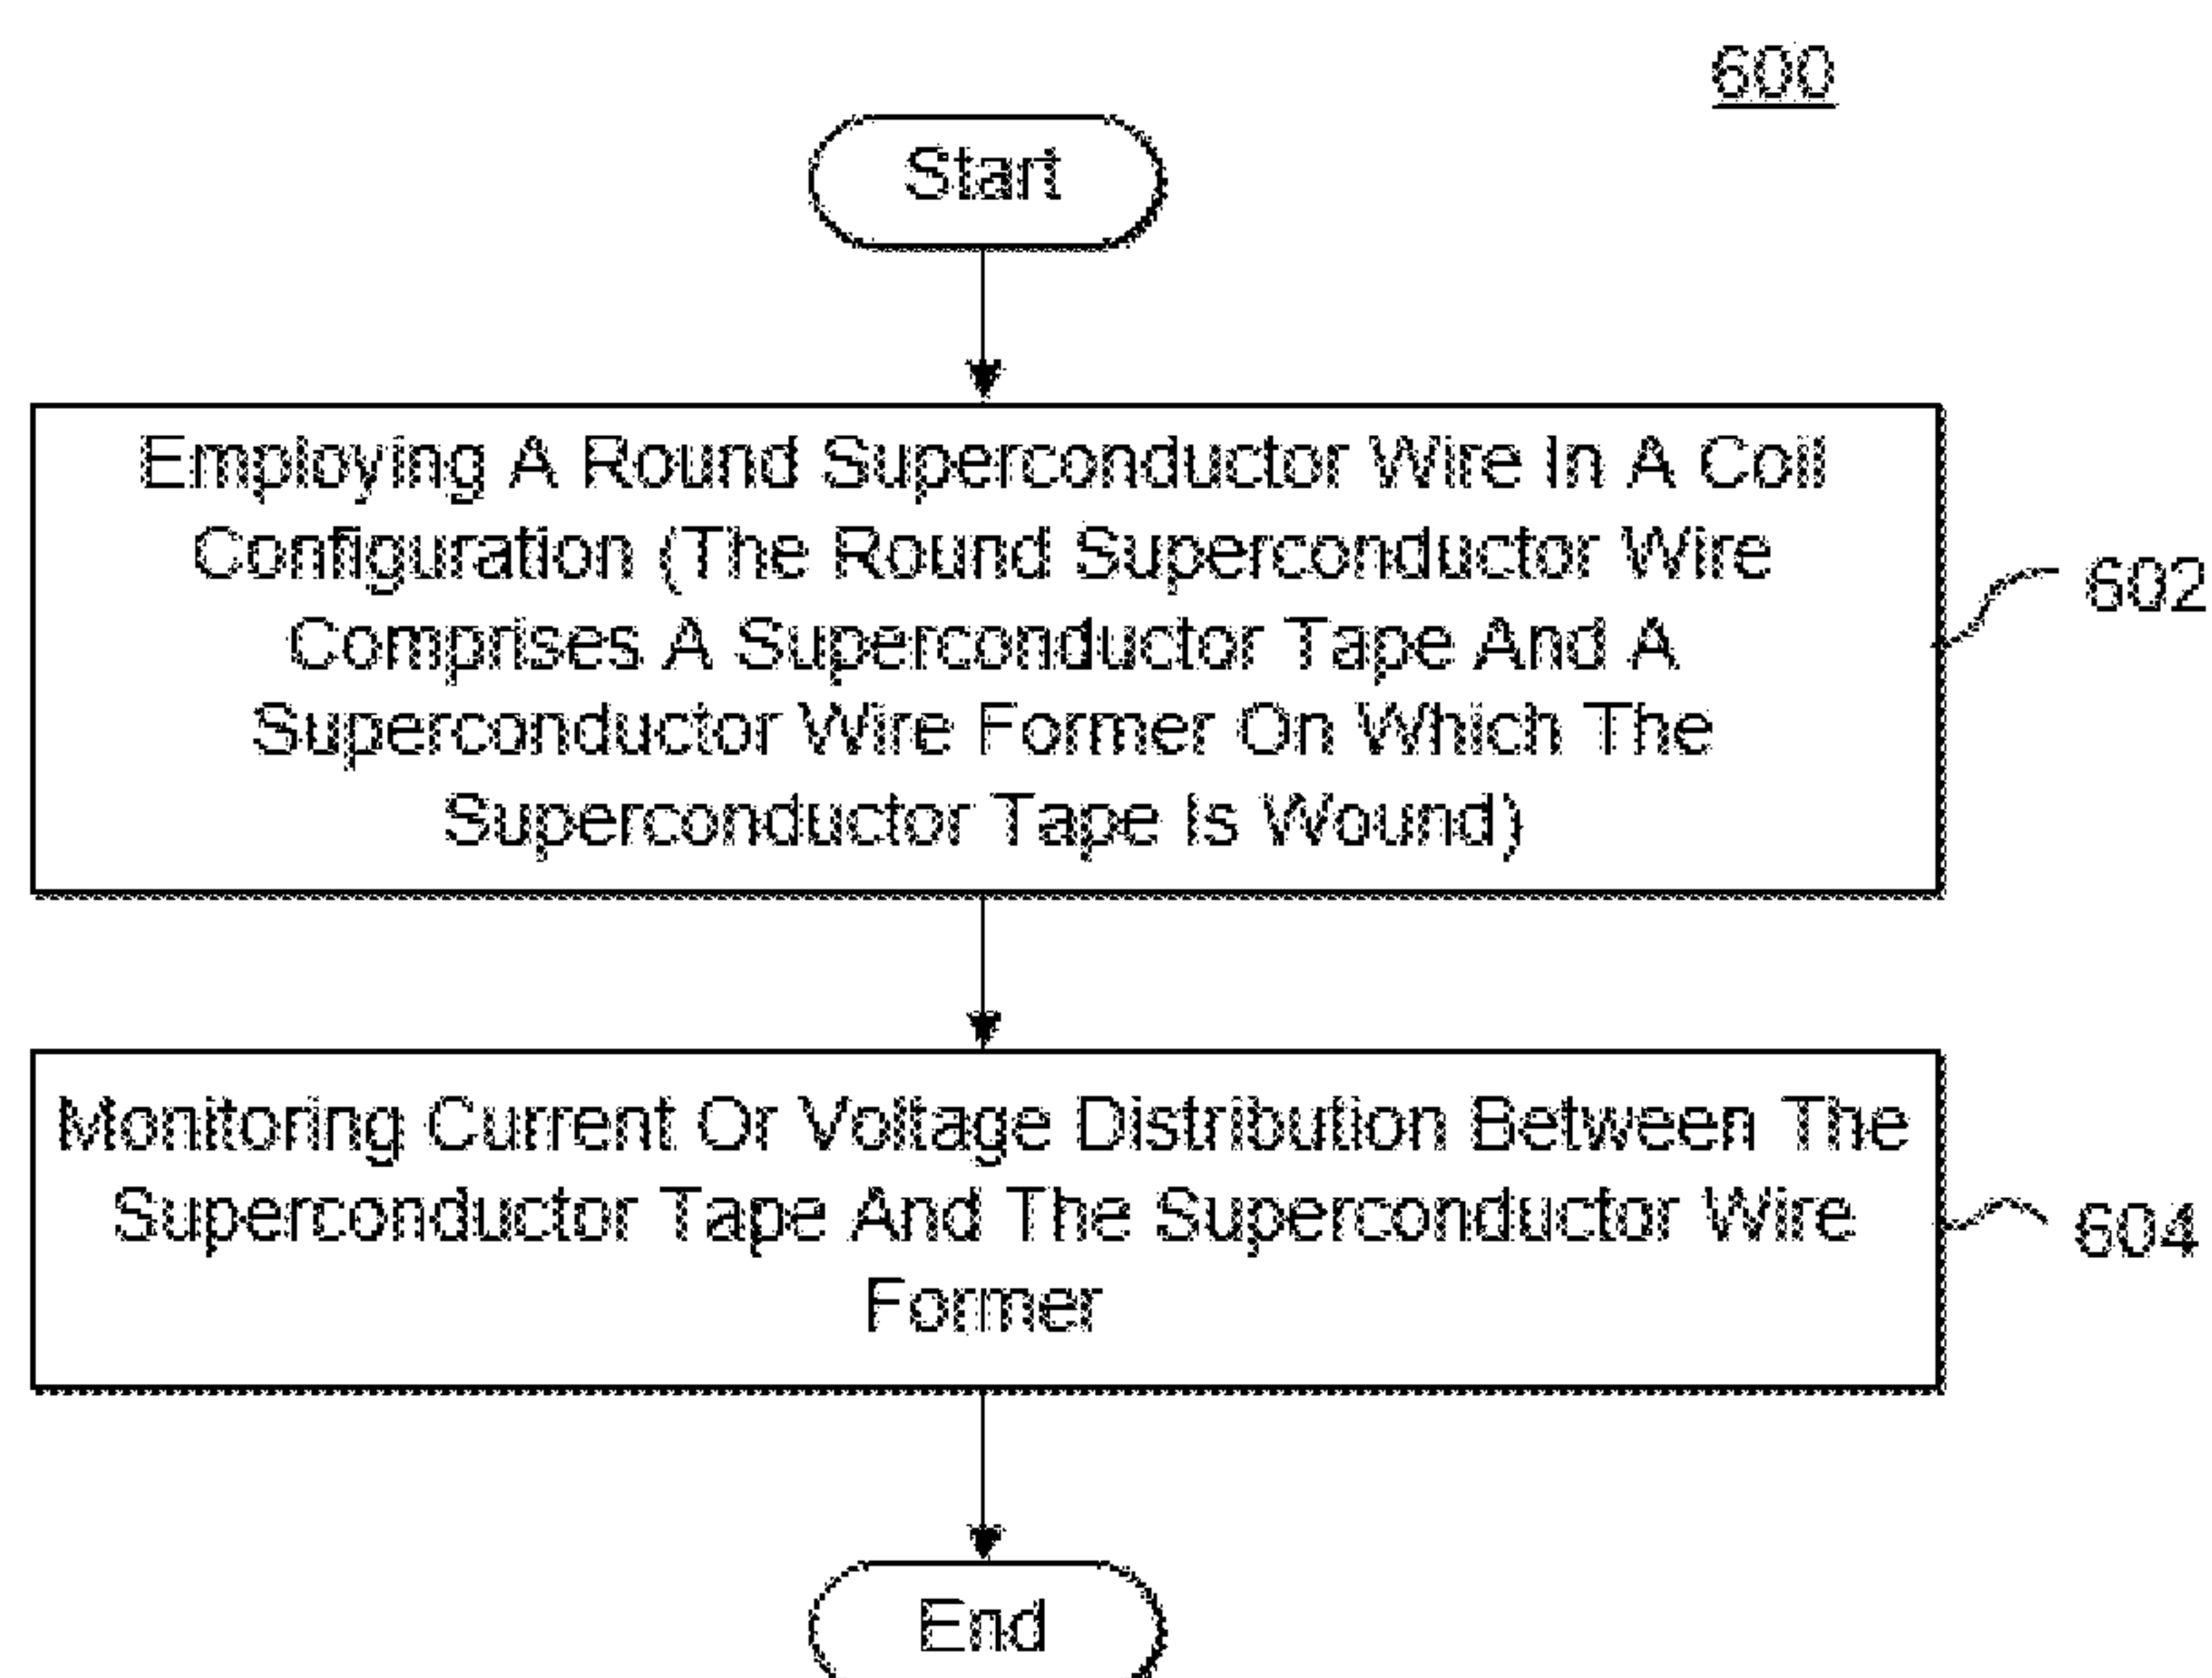 600
Start
Employing A Round Superconductor Wire In A Coil
Configuration (The Round Superconductor Wire
Comprises A Superconductor Tape And A
Superconductor Wire Former On Which The
Superconductor Tape Is Wound)
602
Monitoring Current Or Voltage Distribution Between The
Superconductor Tape And The Superconductor Wire
Former
604
End